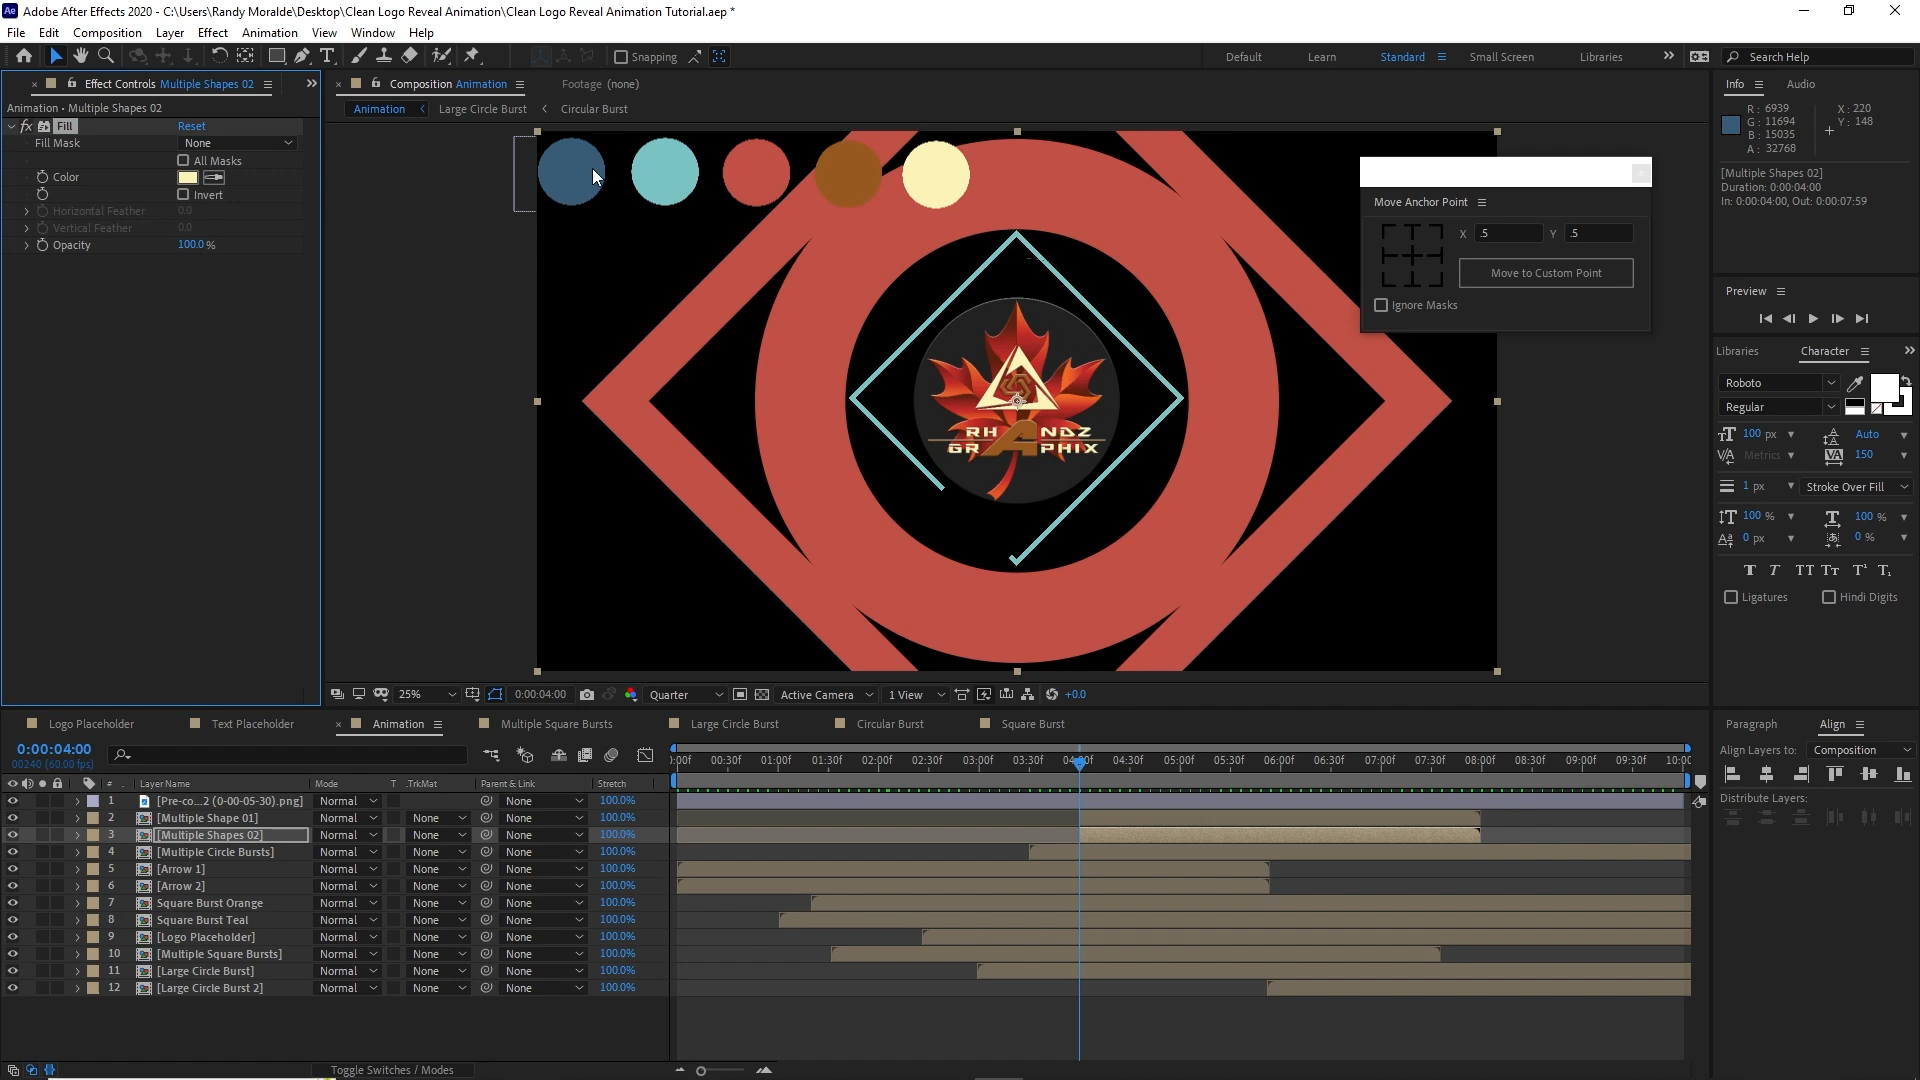 Adobe After Effects 2020 - C:\Users\Randy Moralde\Desktop\Clean Logo Reveal Animation\Clean Logo Reveal Animation Tutorial.aep *
File Edit Composition Layer Effect Animation View Window Help
Snapping
Default Learn Standard Small Screen Libraries Search Help
Effect Controls Multiple Shapes 02
Animation • Multiple Shapes 02
fx Fill Reset
Fill Mask None
All Masks
Color
Invert
Horizontal Feather 0.0
Vertical Feather 0.0
Opacity 100.0 %
Composition Animation
Footage (none)
Animation Large Circle Burst Circular Burst
RH NDZ
GR A PHIX
Move Anchor Point
X .5 Y .5
Move to Custom Point
Ignore Masks
25% 0:00:04:00 Quarter Active Camera 1 View +0.0
Info Audio
R: 6939 X: 220
G: 11694 Y: 148
B: 15035
A: 32768
[Multiple Shapes 02]
Duration: 0:00:04:00
In: 0:00:04:00, Out: 0:00:07:59
Preview
Libraries Character
Roboto
Regular
100 px Auto
Metrics 150
1 px Stroke Over Fill
100 % 100 %
0 px 0 %
T T TT Tt T¹ T₁
Ligatures Hindi Digits
Paragraph Align
Align Layers to: Composition
Distribute Layers:
Logo Placeholder Text Placeholder Animation Multiple Square Bursts Large Circle Burst Circular Burst Square Burst
0:00:04:00
00240 (60.00 fps)
# Layer Name Mode T .TrkMat Parent & Link Stretch
:00f 00:30f 01:00f 01:30f 02:00f 02:30f 03:00f 03:30f 04:00f 04:30f 05:00f 05:30f 06:00f 06:30f 07:00f 07:30f 08:00f 08:30f 09:00f 09:30f 10:00
1 [Pre-co...2 (0-00-05-30).png] Normal None 100.0%
2 [Multiple Shape 01] Normal None None 100.0%
3 [Multiple Shapes 02] Normal None None 100.0%
4 [Multiple Circle Bursts] Normal None None 100.0%
5 [Arrow 1] Normal None None 100.0%
6 [Arrow 2] Normal None None 100.0%
7 Square Burst Orange Normal None None 100.0%
8 Square Burst Teal Normal None None 100.0%
9 [Logo Placeholder] Normal None None 100.0%
10 [Multiple Square Bursts] Normal None None 100.0%
11 [Large Circle Burst] Normal None None 100.0%
12 [Large Circle Burst 2] Normal None None 100.0%
Toggle Switches / Modes